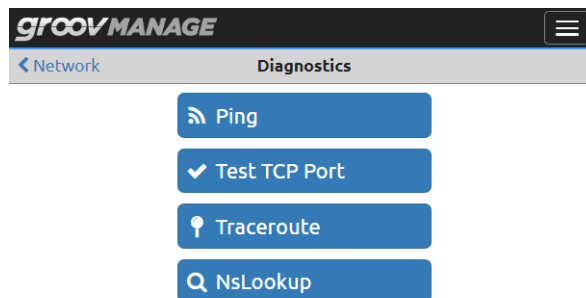 groovMANAGE
Network
Diagnostics
Ping
Test TCP Port
Traceroute
NsLookup